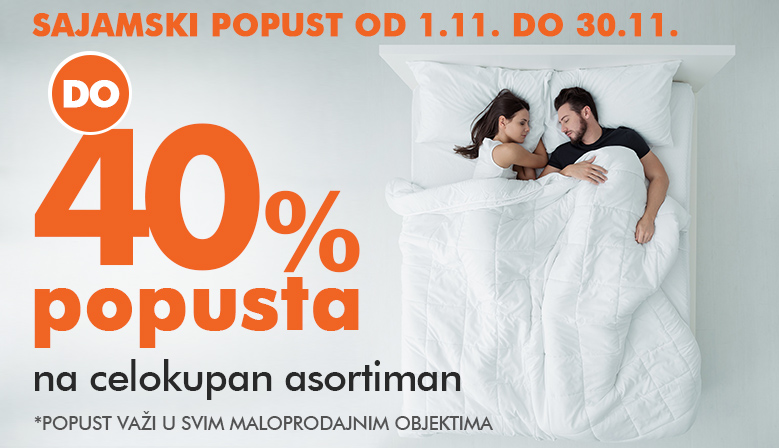 SAJAMSKI POPUST OD 1.11. DO 30.11.
DO
40%
popusta
na celokupan asortiman
*POPUST VAŽI U SVIM MALOPRODAJNIM OBJEKTIMA